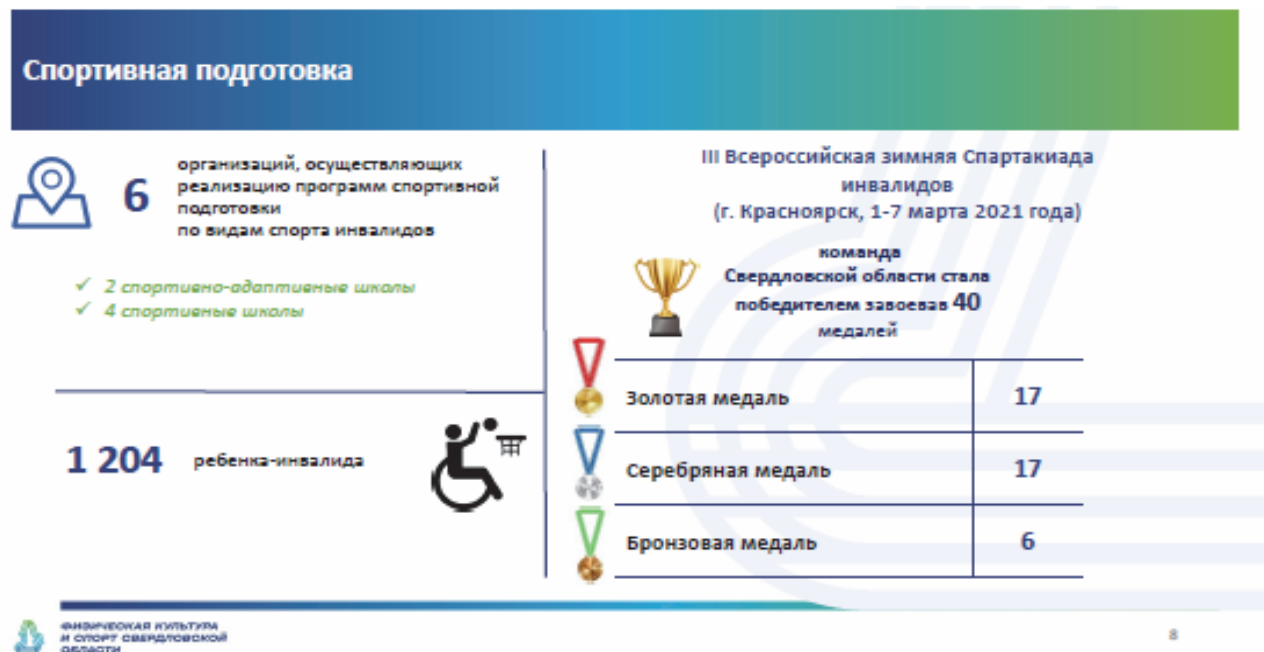 Спортивная подготовка
6
организаций, осуществляющих
реализацию программ спортивной
подготовки
по видам спорта инвалидов
✓ 2 спортивно-адаптивные школы
✓ 4 спортивные школы
1 204 ребенка-инвалида
III Всероссийская зимняя Спартакиада
инвалидов
(г. Красноярск, 1-7 марта 2021 года)
команда
Свердловской области стала
победителем завоевав 40
медалей
Золотая медаль 17
Серебряная медаль 17
Бронзовая медаль 6
ФИЗИЧЕСКАЯ КУЛЬТУРА
И СПОРТ СВЕРДЛОВСКОЙ
ОБЛАСТИ
8